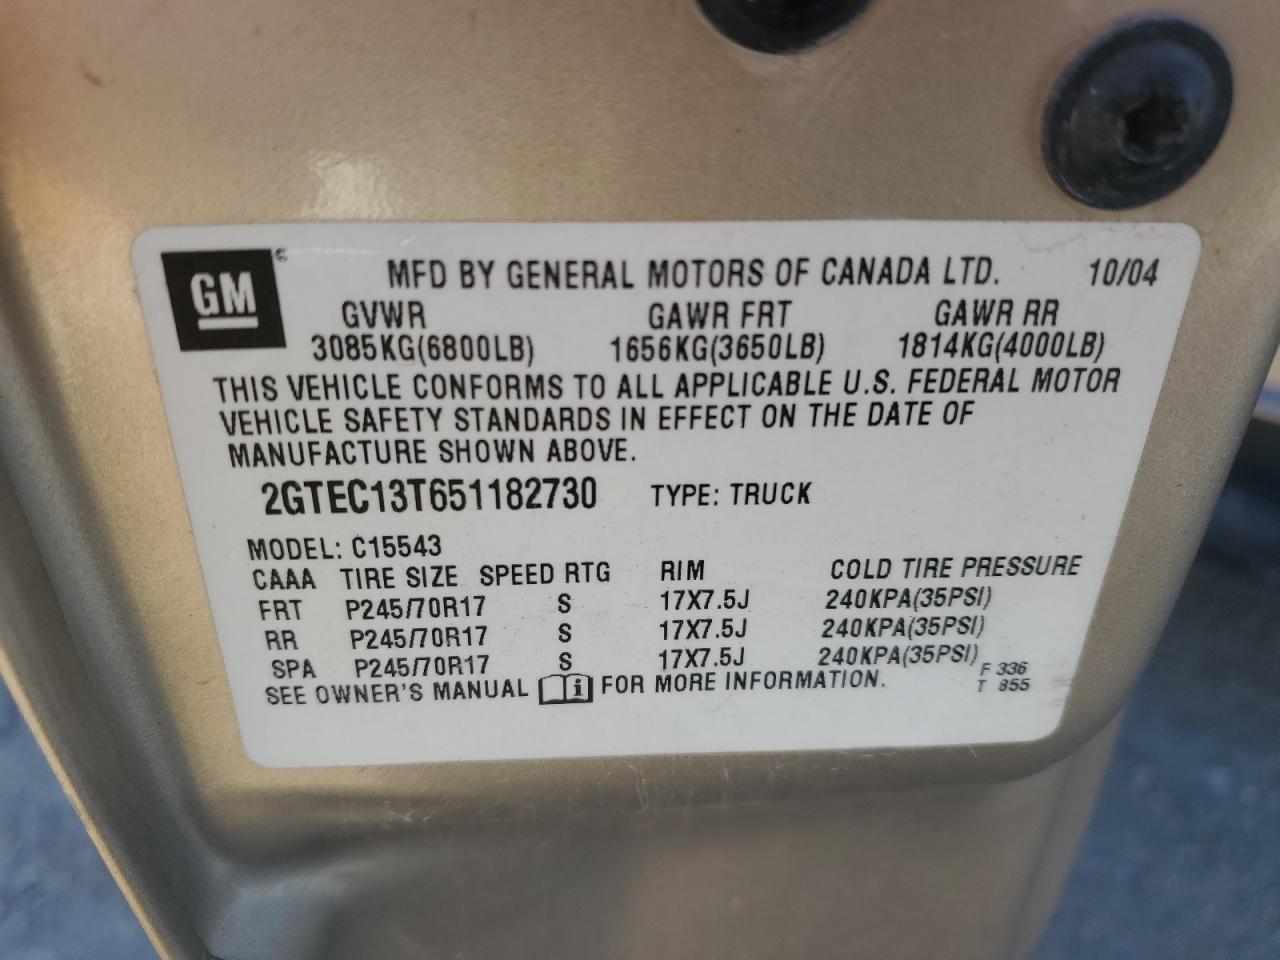 GM
MFD BY GENERAL MOTORS OF CANADA LTD. 10/04
GVWR GAWR FRT GAWR RR
3085KG(6800LB) 1656KG(3650LB) 1814KG(4000LB)
THIS VEHICLE CONFORMS TO ALL APPLICABLE U.S. FEDERAL MOTOR
VEHICLE SAFETY STANDARDS IN EFFECT ON THE DATE OF
MANUFACTURE SHOWN ABOVE.
2GTEC13T651182730 TYPE: TRUCK
MODEL: C15543
CAAA TIRE SIZE SPEED RTG RIM COLD TIRE PRESSURE
FRT P245/70R17 S 17X7.5J 240KPA(35PSI)
RR P245/70R17 S 17X7.5J 240KPA(35PSI)
SPA P245/70R17 S 17X7.5J 240KPA(35PSI)
SEE OWNER'S MANUAL i FOR MORE INFORMATION.
F 336
T 855